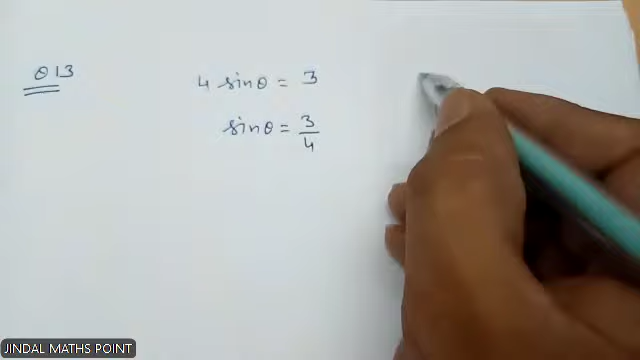 Q13
4 sinθ = 3
sinθ = 3/4
JINDAL MATHS POINT